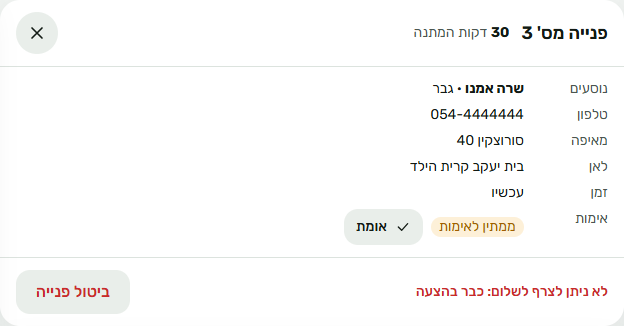 פנייה מס' 3 30 דקות המתנה
נוסעים שרה אמנו · גבר
טלפון 054-4444444
מאיפה סורוצקין 40
לאן בית יעקב קרית הילד
זמן עכשיו
אימות ממתין לאימות אומת
לא ניתן לצרף לשלום: כבר בהצעה ביטול פנייה